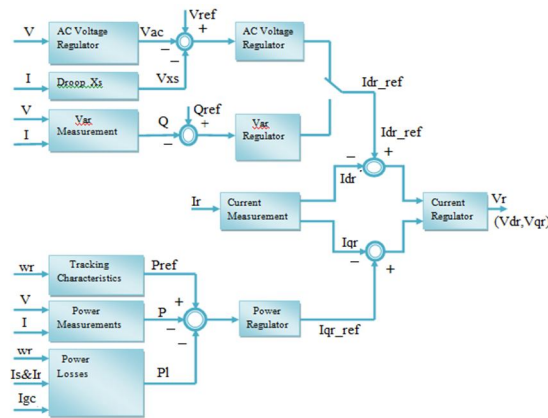 Vref
V
AC Voltage
Regulator
Vac
+
−
−
AC Voltage
Regulator
I
Droop Xs
Vxs
Idr_ref
V
I
Var
Measurement
Q
−
Qref
+
Var
Regulator
Idr_ref
−
+
Idr
Ir
Current
Measurement
Current
Regulator
Vr
(Vdr,Vqr)
Iqr
−
+
wr
Tracking
Characteristics
Pref
+
V
I
Power
Measurements
P
−
−
Power
Regulator
Iqr_ref
wr
Is&Ir
Igc
Power
Losses
Pl